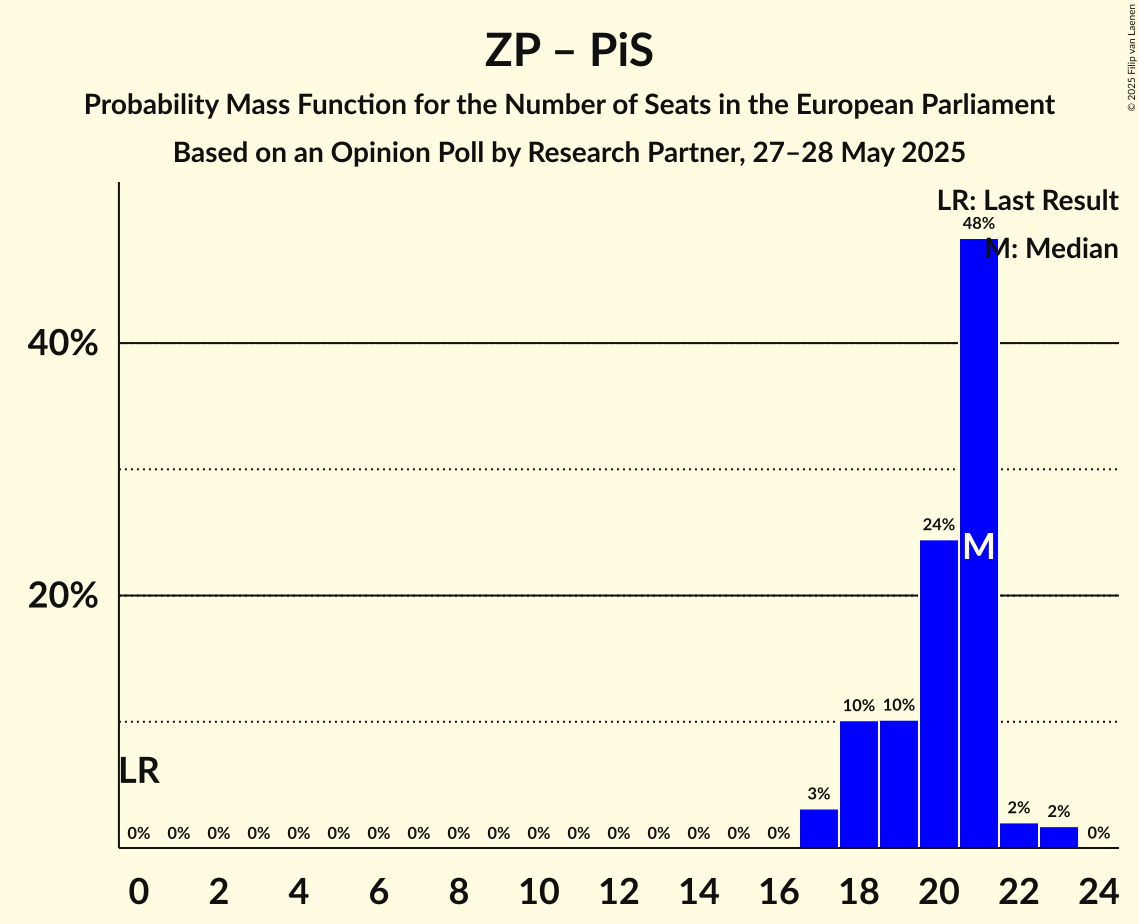 ZP – PiS
Probability Mass Function for the Number of Seats in the European Parliament
Based on an Opinion Poll by Research Partner, 27–28 May 2025
© 2025 Filip van Laenen
LR: Last Result
48%
M: Median
40%
24%
M
20%
10% 10%
LR
3%
2% 2%
0% 0% 0% 0% 0% 0% 0% 0% 0% 0% 0% 0% 0% 0% 0% 0% 0% 0%
0 2 4 6 8 10 12 14 16 18 20 22 24